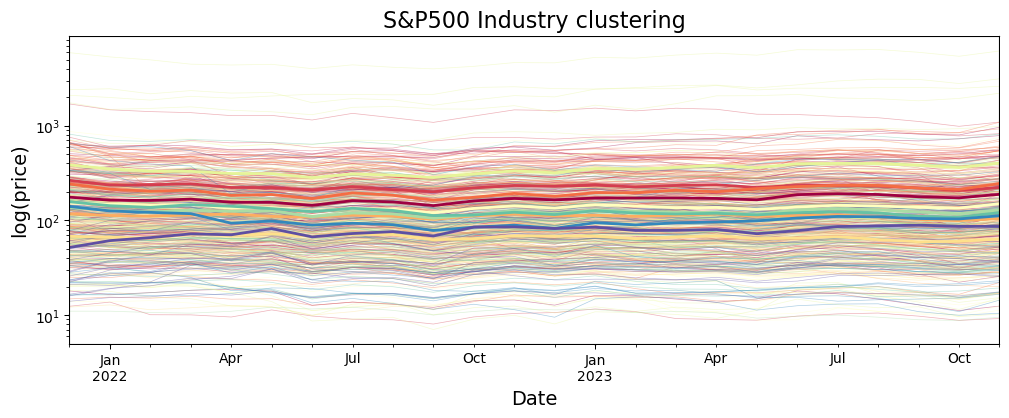 S&P500 Industry clustering
log(price)
10³
10²
10¹
Jan
2022
Apr
Jul
Oct
Jan
2023
Apr
Jul
Oct
Date